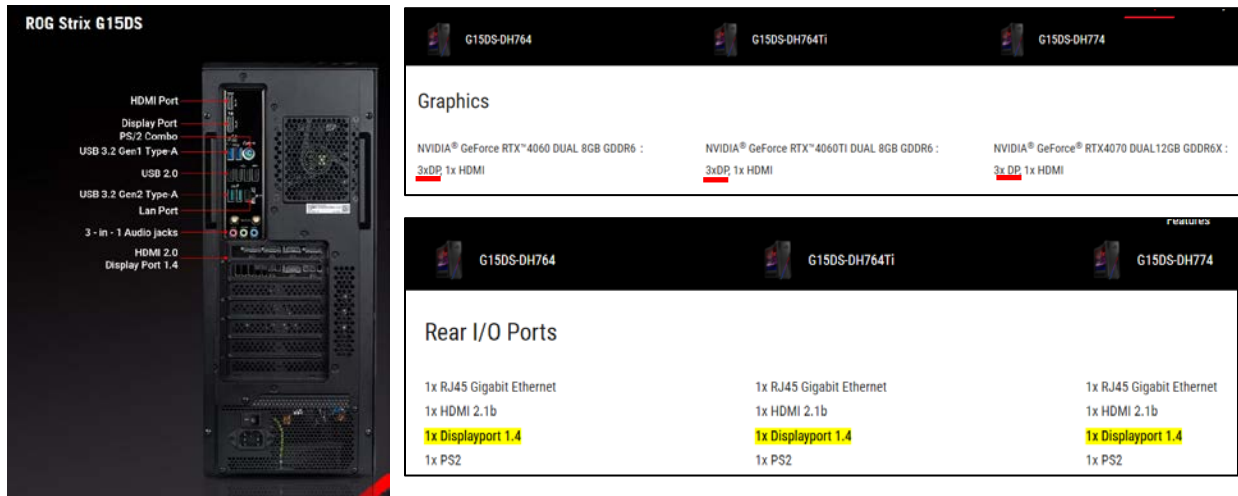 ROG Strix G15DS
HDMI Port
Display Port
PS/2 Combo
USB 3.2 Gen1 Type-A
USB 2.0
USB 3.2 Gen2 Type-A
Lan Port
3 - in - 1 Audio jacks
HDMI 2.0
Display Port 1.4
G15DS-DH764 G15DS-DH764Ti G15DS-DH774
Graphics
NVIDIA® GeForce RTX™4060 DUAL 8GB GDDR6 : NVIDIA® GeForce RTX™4060TI DUAL 8GB GDDR6 : NVIDIA® GeForce® RTX4070 DUAL12GB GDDR6X :
3xDP, 1x HDMI 3xDP, 1x HDMI 3x DP, 1x HDMI
Features
G15DS-DH764 G15DS-DH764Ti G15DS-DH774
Rear I/O Ports
1x RJ45 Gigabit Ethernet 1x RJ45 Gigabit Ethernet 1x RJ45 Gigabit Ethernet
1x HDMI 2.1b 1x HDMI 2.1b 1x HDMI 2.1b
1x Displayport 1.4 1x Displayport 1.4 1x Displayport 1.4
1x PS2 1x PS2 1x PS2